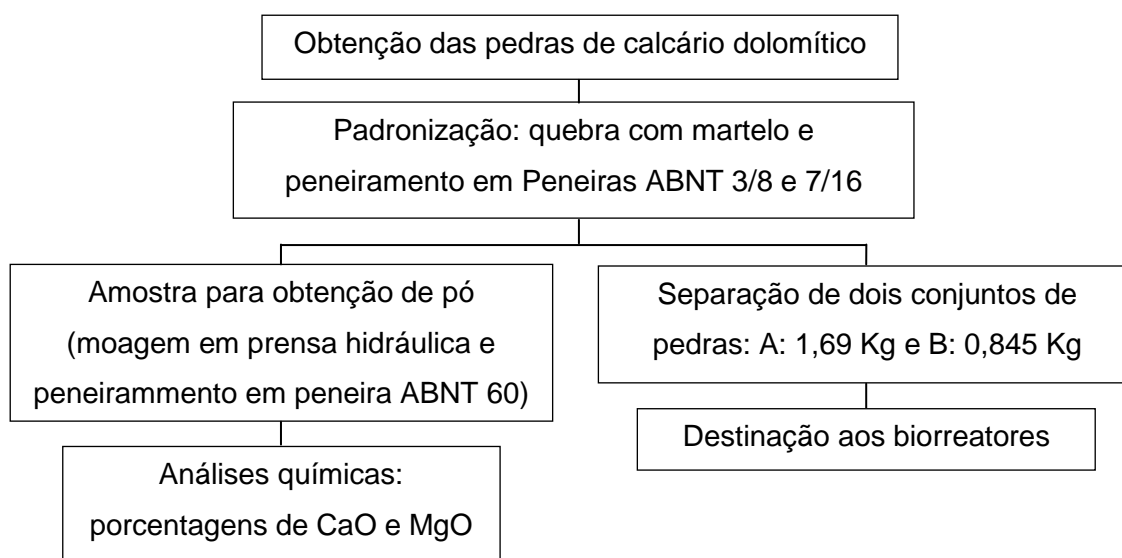 Obtenção das pedras de calcário dolomítico
Padronização: quebra com martelo e
peneiramento em Peneiras ABNT 3/8 e 7/16
Amostra para obtenção de pó
(moagem em prensa hidráulica e
peneirammento em peneira ABNT 60)
Análises químicas:
porcentagens de CaO e MgO
Separação de dois conjuntos de
pedras: A: 1,69 Kg e B: 0,845 Kg
Destinação aos biorreatores